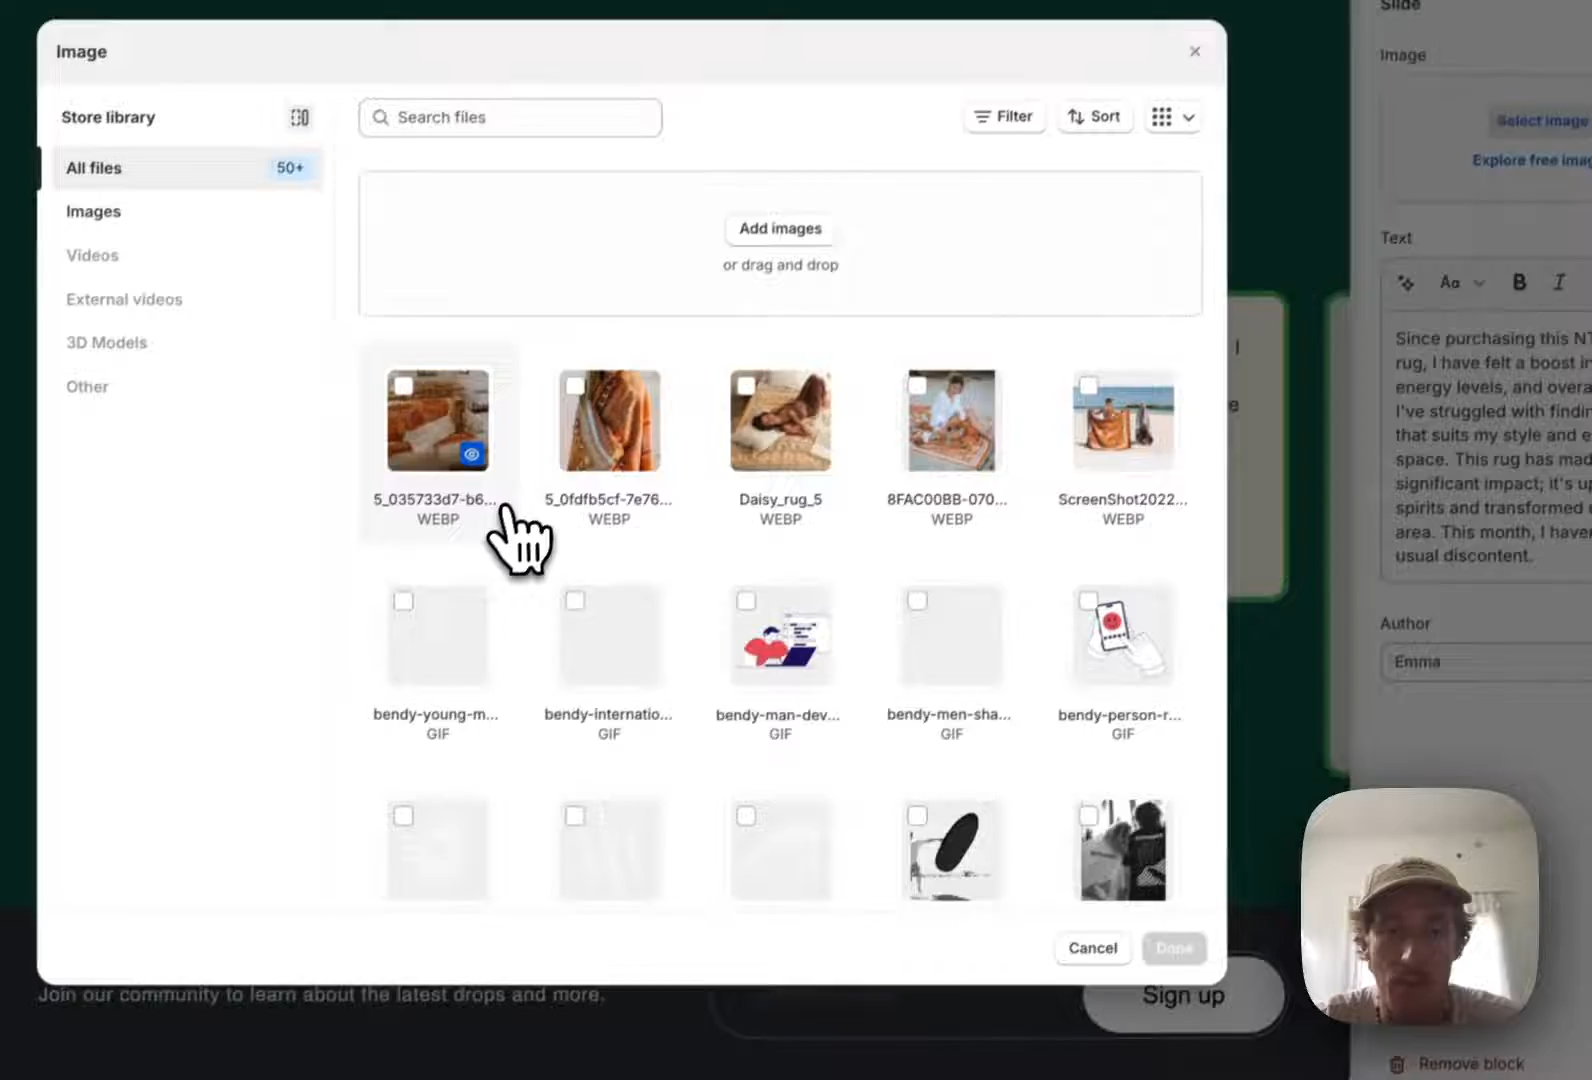 Image
Store library
All files
50+
Images
Videos
External videos
3D Models
Other
Search files
Filter
Sort
Add images
or drag and drop
5_035733d7-b6...
WEBP
5_0fdfb5cf-7e76...
WEBP
Daisy_rug_5
WEBP
8FAC00BB-070...
WEBP
ScreenShot2022...
WEBP
bendy-young-m...
GIF
bendy-internatio...
GIF
bendy-man-dev...
GIF
bendy-men-sha...
GIF
bendy-person-r...
GIF
Cancel
Done
Join our community to learn about the latest drops and more.
Sign up
Slide
Image
Select image
Explore free
Text
Aa
B
I
Since purchasing this
rug, I have felt a boost
energy levels, and
I've struggled with
that suits my style and
space. This rug has
significant impact; it's
spirits and transformed
area. This month, I
usual discontent.
Author
Emma
Remove block